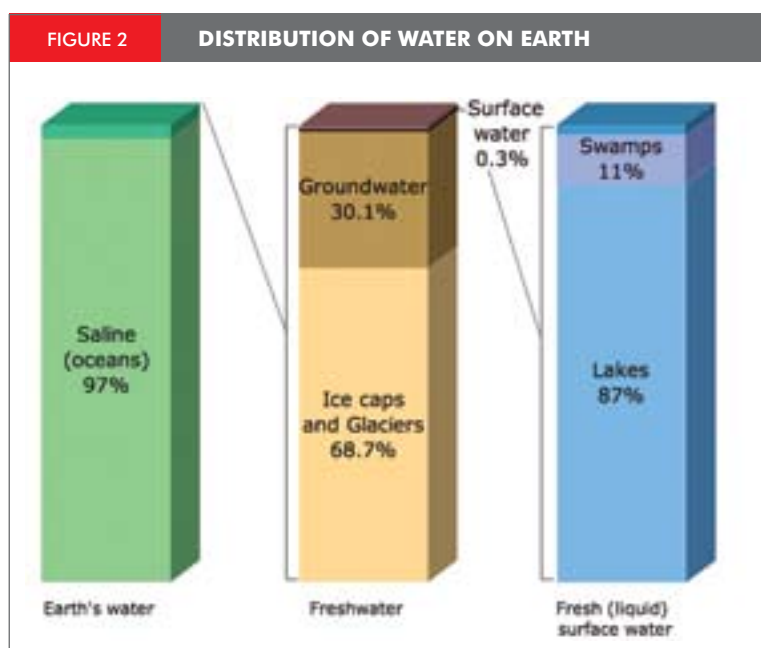 FIGURE 2
DISTRIBUTION OF WATER ON EARTH
Saline
(oceans)
97%
Earth's water
Groundwater
30.1%
Ice caps
and Glaciers
68.7%
Freshwater
Surface
water
0.3%
Swamps
11%
Lakes
87%
Fresh (liquid)
surface water